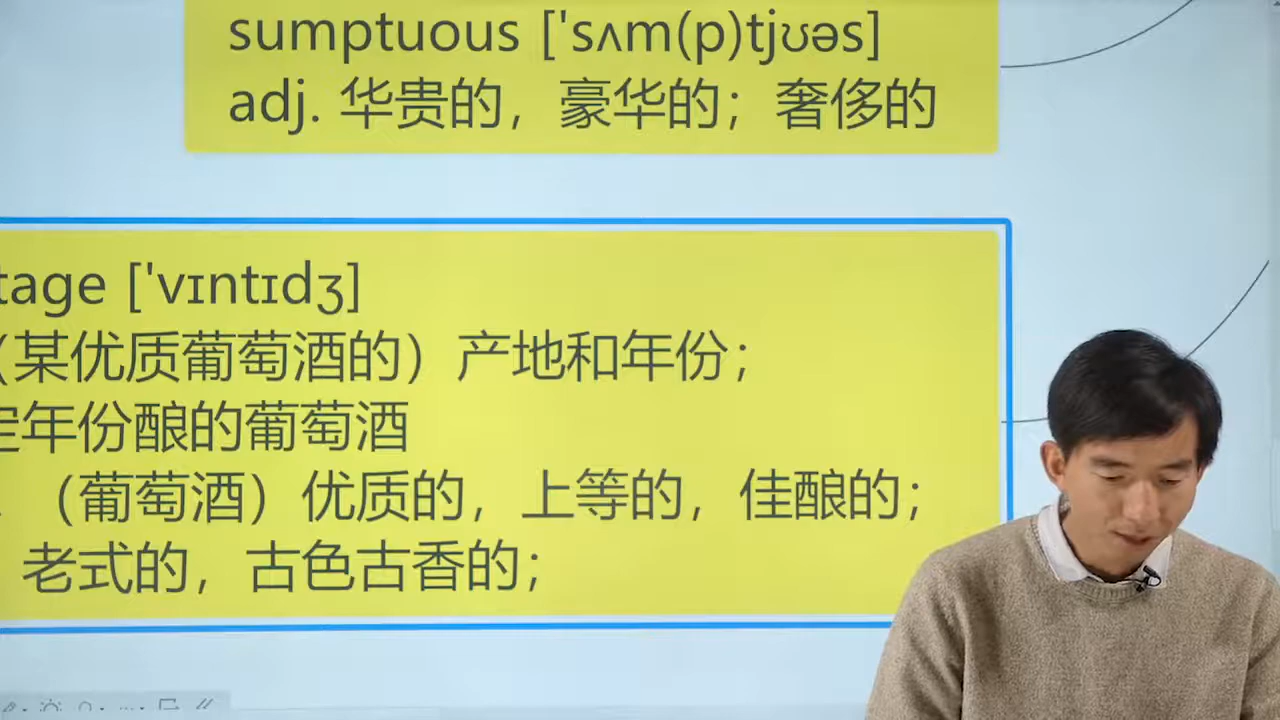 sumptuous ['sʌm(p)tjʊəs]
adj. 华贵的，豪华的；奢侈的
tage ['vɪntɪdʒ]
（某优质葡萄酒的）产地和年份；
定年份酿的葡萄酒
（葡萄酒）优质的，上等的，佳酿的；
老式的，古色古香的；